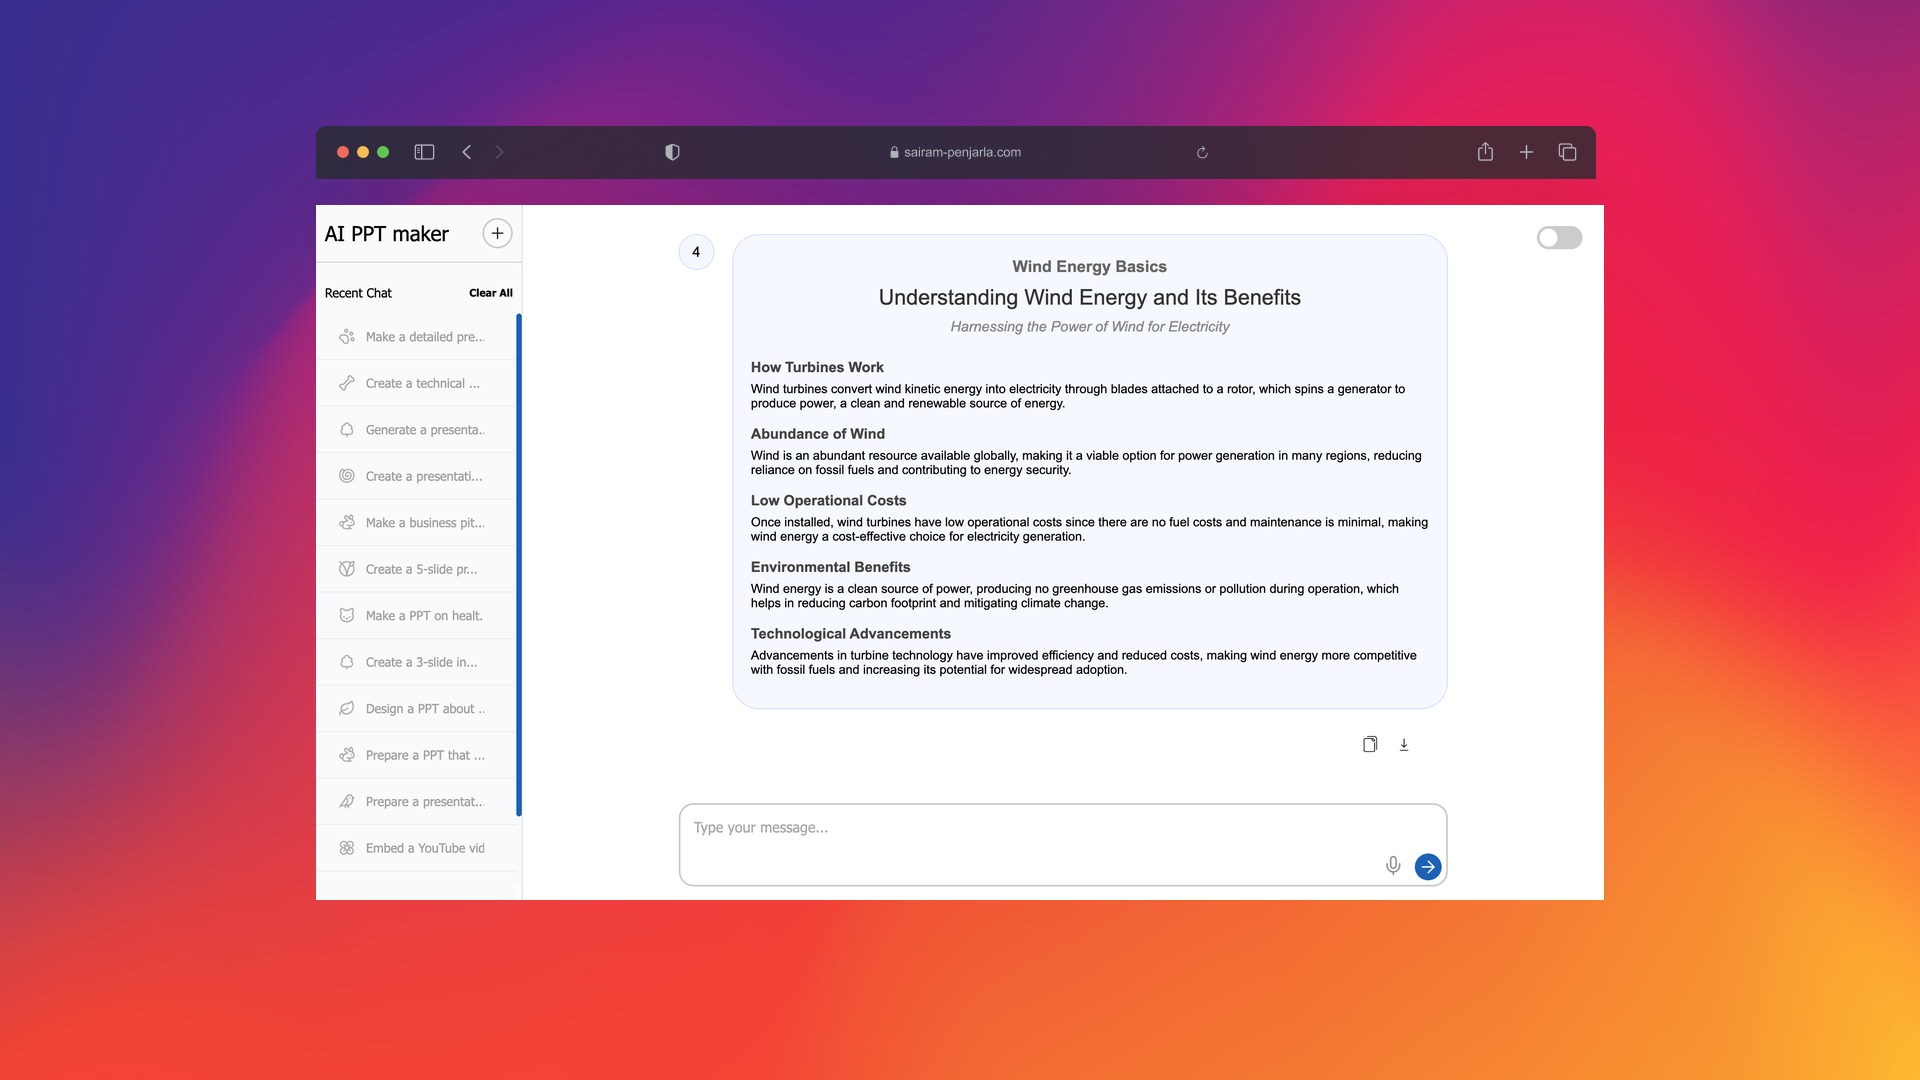 sairam-penjarla.com
AI PPT maker
Recent Chat
Clear All
Make a detailed pre...
Create a technical ...
Generate a presenta..
Create a presentati...
Make a business pit...
Create a 5-slide pr...
Make a PPT on healt.
Create a 3-slide in...
Design a PPT about ..
Prepare a PPT that ...
Prepare a presentat..
Embed a YouTube vid
4
Wind Energy Basics
Understanding Wind Energy and Its Benefits
Harnessing the Power of Wind for Electricity
How Turbines Work
Wind turbines convert wind kinetic energy into electricity through blades attached to a rotor, which spins a generator to
produce power, a clean and renewable source of energy.
Abundance of Wind
Wind is an abundant resource available globally, making it a viable option for power generation in many regions, reducing
reliance on fossil fuels and contributing to energy security.
Low Operational Costs
Once installed, wind turbines have low operational costs since there are no fuel costs and maintenance is minimal, making
wind energy a cost-effective choice for electricity generation.
Environmental Benefits
Wind energy is a clean source of power, producing no greenhouse gas emissions or pollution during operation, which
helps in reducing carbon footprint and mitigating climate change.
Technological Advancements
Advancements in turbine technology have improved efficiency and reduced costs, making wind energy more competitive
with fossil fuels and increasing its potential for widespread adoption.
Type your message...